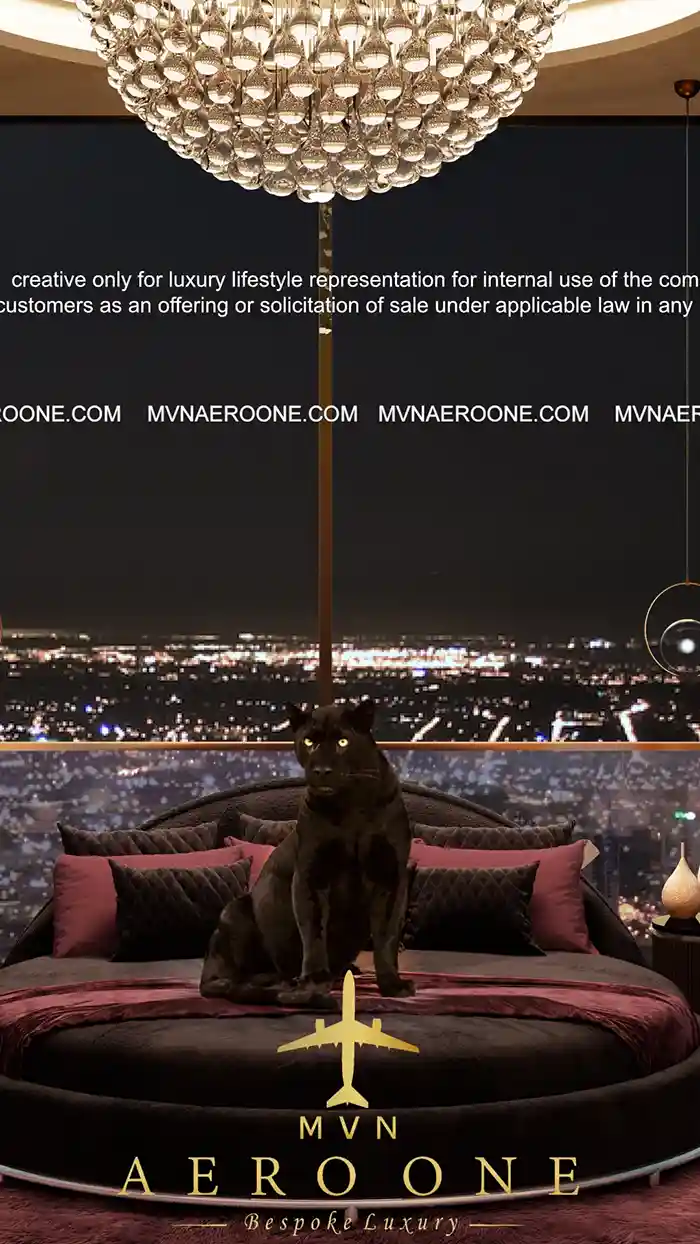 creative only for luxury lifestyle representation for internal use of the com
customers as an offering or solicitation of sale under applicable law in any
OONE.COM MVNAEROONE.COM MVNAEROONE.COM MVNAER
MVN
AERO ONE
Bespoke Luxury